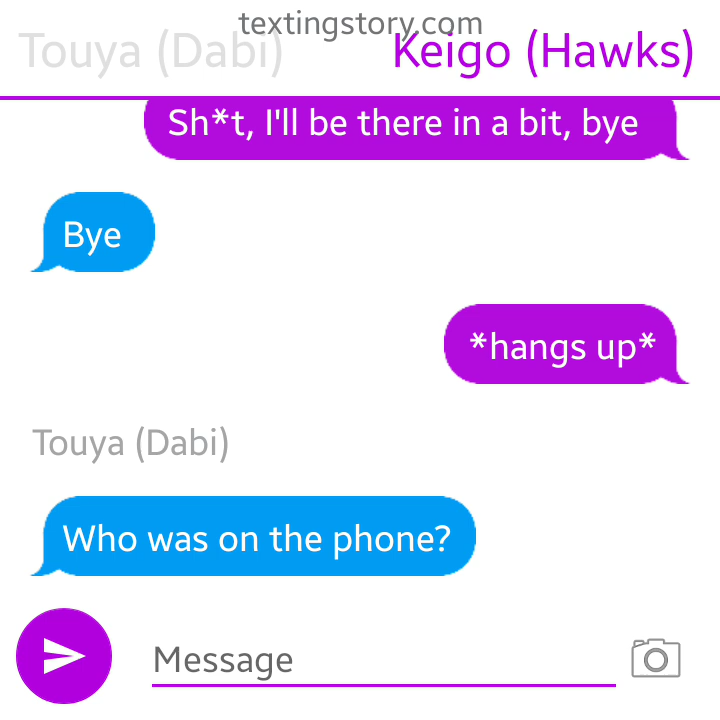 textingstory.com
Touya (Dabi) Keigo (Hawks)
Sh*t, I'll be there in a bit, bye
Bye
*hangs up*
Touya (Dabi)
Who was on the phone?
Message